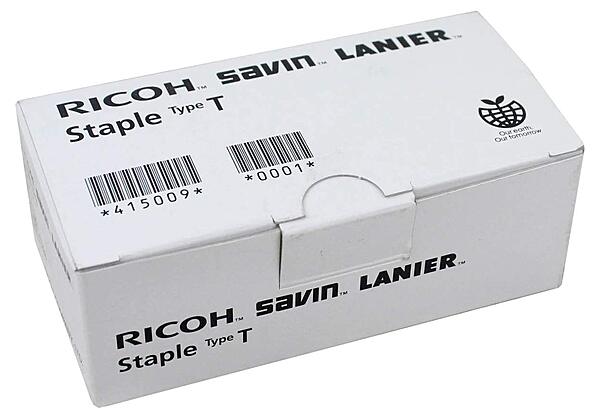 RICOH™ savin™ LANIER™
Staple Type T
*415009*
*0001*
Our earth,
Our tomorrow
RICOH™ savin™ LANIER™
Staple Type T